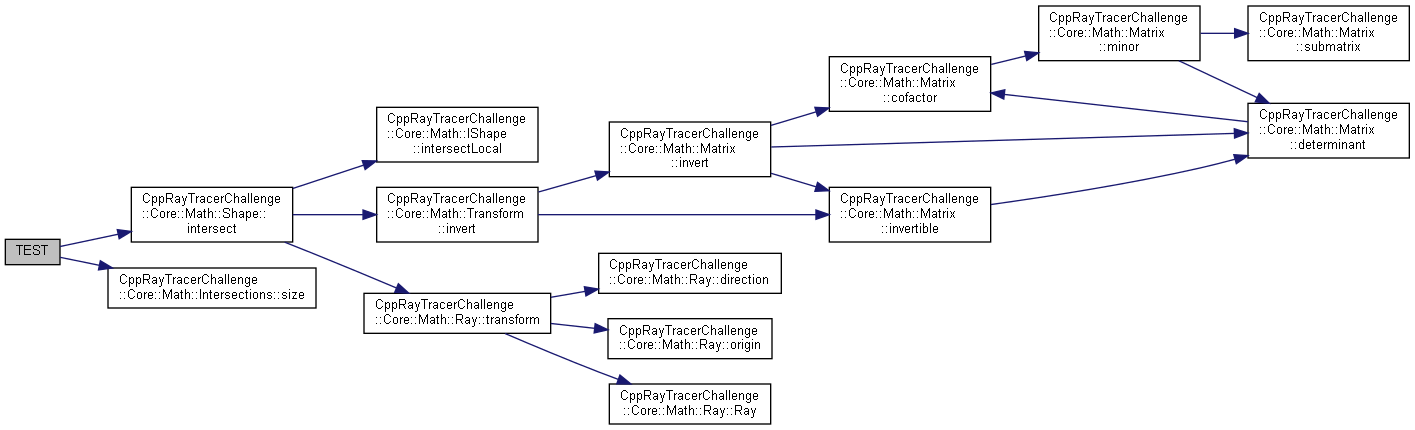 TEST
CppRayTracerChallenge
::Core::Math::Shape::
intersect
CppRayTracerChallenge
::Core::Math::Intersections::size
CppRayTracerChallenge
::Core::Math::IShape
::intersectLocal
CppRayTracerChallenge
::Core::Math::Transform
::invert
CppRayTracerChallenge
::Core::Math::Ray::transform
CppRayTracerChallenge
::Core::Math::Matrix
::invert
CppRayTracerChallenge
::Core::Math::Ray::direction
CppRayTracerChallenge
::Core::Math::Ray::origin
CppRayTracerChallenge
::Core::Math::Ray::Ray
CppRayTracerChallenge
::Core::Math::Matrix
::cofactor
CppRayTracerChallenge
::Core::Math::Matrix
::invertible
CppRayTracerChallenge
::Core::Math::Matrix
::minor
CppRayTracerChallenge
::Core::Math::Matrix
::submatrix
CppRayTracerChallenge
::Core::Math::Matrix
::determinant